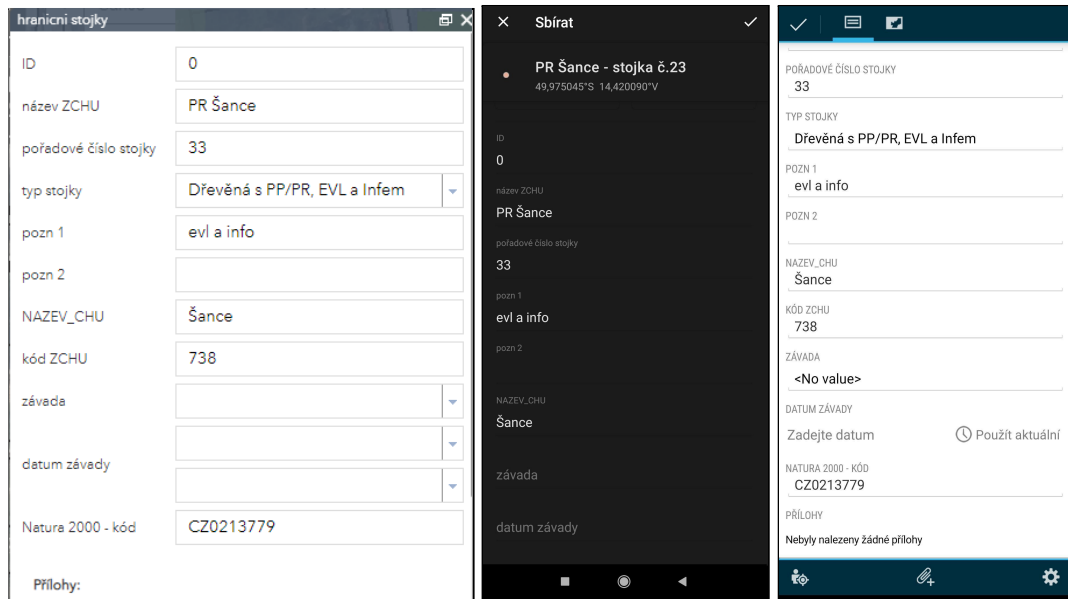 hranicni stojky
ID
0
název ZCHU
PR Šance
pořadové číslo stojky
33
typ stojky
Dřevěná s PP/PR, EVL a Infem
pozn 1
evl a info
pozn 2
NAZEV_CHU
Šance
kód ZCHU
738
závada
datum závady
Natura 2000 - kód
CZ0213779
Přílohy:
Sbírat
PR Šance - stojka č.23
49,975045°S 14,420090°V
ID
0
název ZCHU
PR Šance
pořadové číslo stojky
33
pozn 1
evl a info
pozn 2
NAZEV_CHU
Šance
závada
datum závady
POŘADOVÉ ČÍSLO STOJKY
33
TYP STOJKY
Dřevěná s PP/PR, EVL a Infem
POZN 1
evl a info
POZN 2
NAZEV_CHU
Šance
KÓD ZCHU
738
ZÁVADA
<No value>
DATUM ZÁVADY
Zadejte datum Použít aktuální
NATURA 2000 - KÓD
CZ0213779
PŘÍLOHY
Nebyly nalezeny žádné přílohy